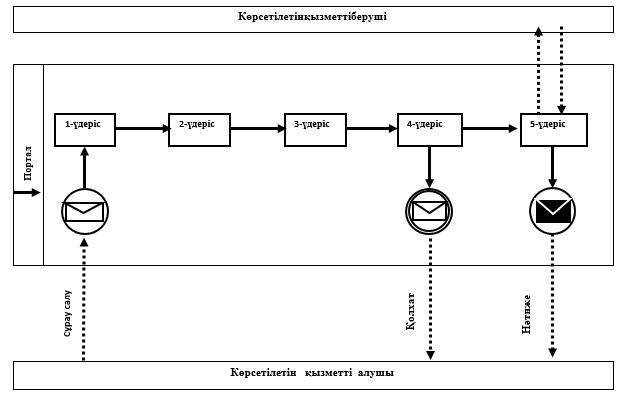 Көрсетілетінқызметтіберуші
1-үдеріс
2-үдеріс
3-үдеріс
4-үдеріс
5-үдеріс
Портал
Сұрау салу
Қолхат
Нәтиже
Көрсетілетін қызметті алушы